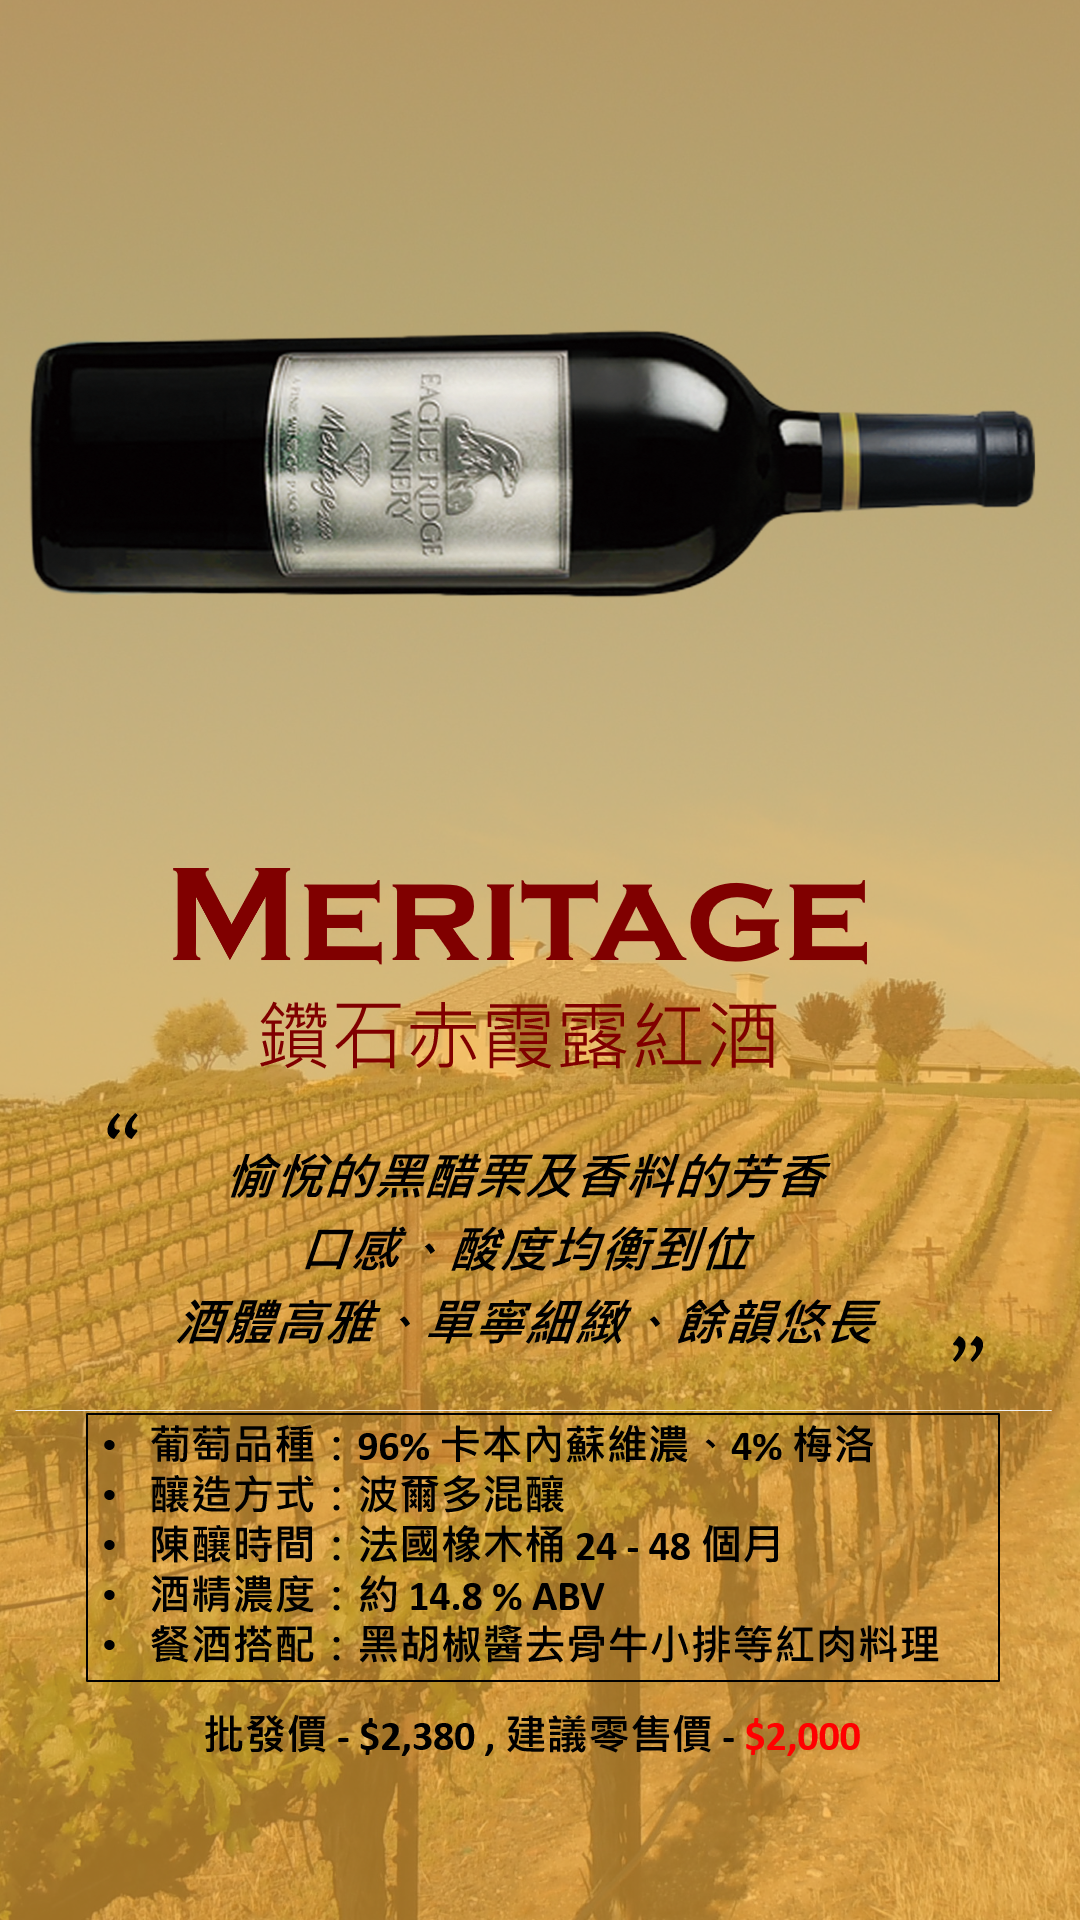 EAGLE RIDGE
WINERY
Meritage
MERITAGE
鑽石赤霞露紅酒
“
愉悅的黑醋栗及香料的芳香
口感、酸度均衡到位
酒體高雅、單寧細緻、餘韻悠長
”
• 葡萄品種：96% 卡本內蘇維濃、4% 梅洛
• 釀造方式：波爾多混釀
• 陳釀時間：法國橡木桶 24 - 48 個月
• 酒精濃度：約 14.8 % ABV
• 餐酒搭配：黑胡椒醬去骨牛小排等紅肉料理
批發價 - $2,380 , 建議零售價 - $2,000